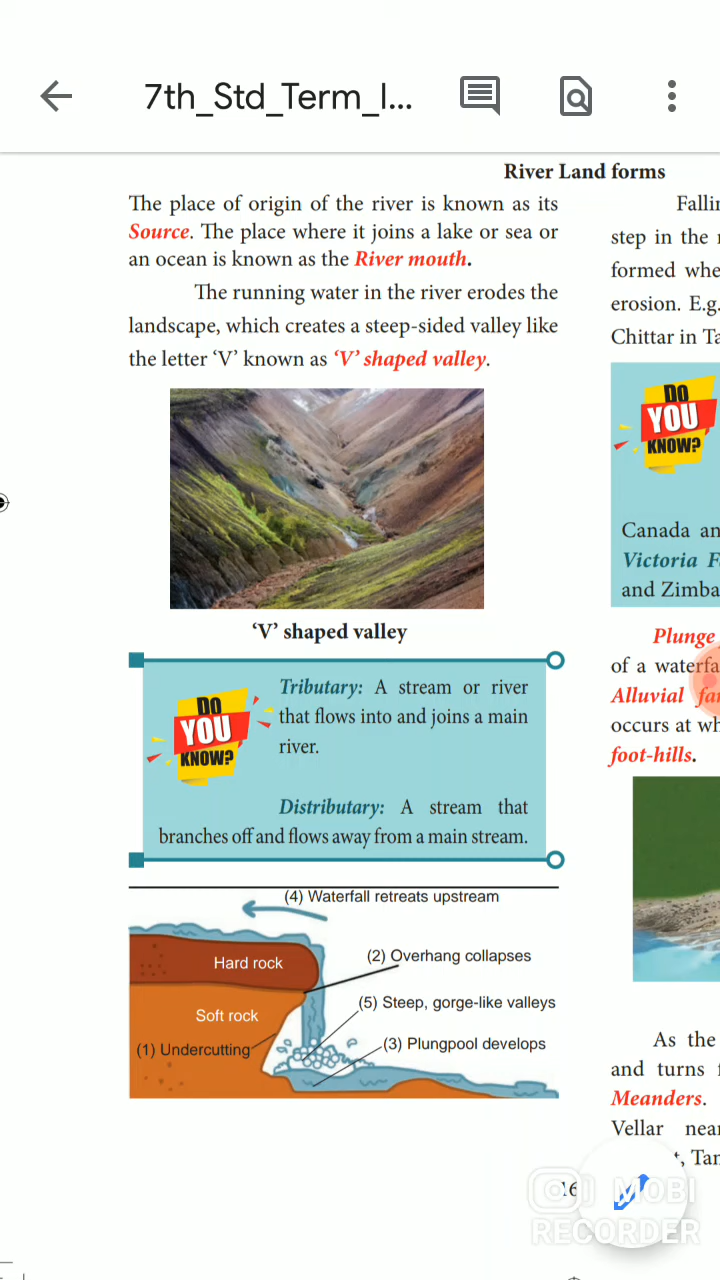 7th_Std_Term_I...
River Land forms
The place of origin of the river is known as its
Source. The place where it joins a lake or sea or
an ocean is known as the River mouth.
The running water in the river erodes the
landscape, which creates a steep-sided valley like
the letter ‘V’ known as ‘V’ shaped valley.
‘V’ shaped valley
DO
YOU
KNOW?
Tributary: A stream or river
that flows into and joins a main
river.
Distributary: A stream that
branches off and flows away from a main stream.
(4) Waterfall retreats upstream
Hard rock
(2) Overhang collapses
Soft rock
(5) Steep, gorge-like valleys
(1) Undercutting
(3) Plungpool develops
step in the
formed whe
erosion. E.g.
Chittar in Ta
DO
YOU
KNOW?
Canada an
Victoria F
and Zimba
Plunge
of a waterfa
Alluvial fa
occurs at wh
foot-hills.
As the
and turns
Meanders.
Vellar near
, Tan
16
MOBI
RECORDER